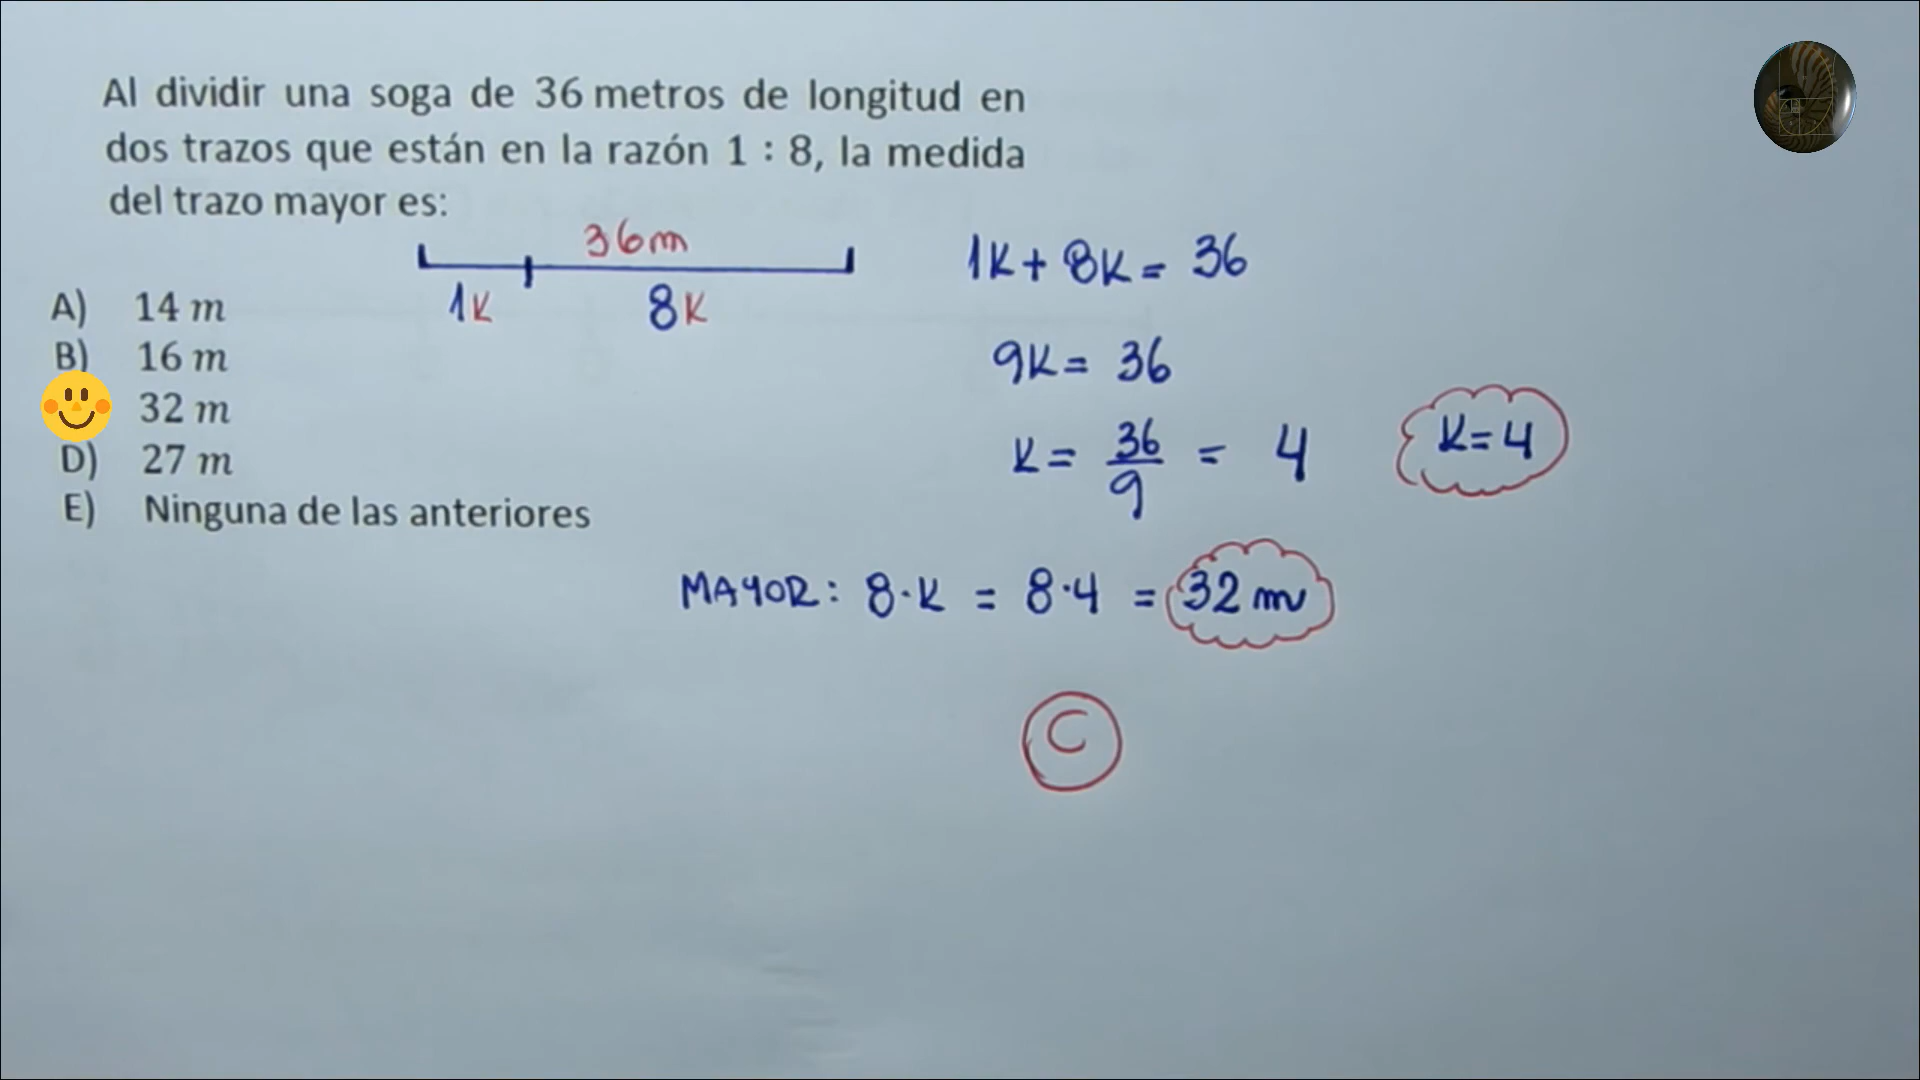 Al dividir una soga de 36 metros de longitud en
dos trazos que están en la razón 1 : 8, la medida
del trazo mayor es:
36m
1K 8K
A) 14 m
B) 16 m
32 m
D) 27 m
E) Ninguna de las anteriores
1K + 8K = 36
9K = 36
K = 36/9 = 4
K = 4
MAYOR: 8·K = 8·4 = 32 m
C